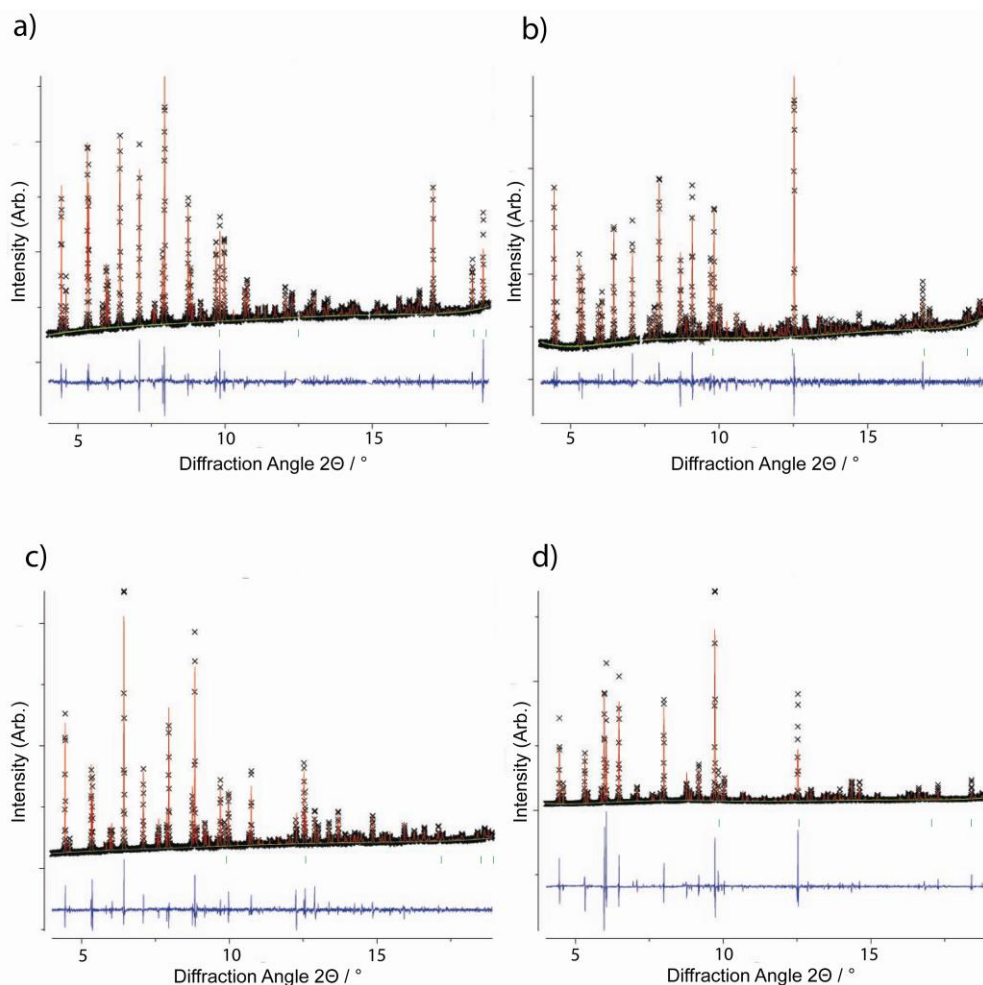 a)
b)
Intensity (Arb.)
Intensity (Arb.)
5
10
15
5
10
15
Diffraction Angle 2Θ / °
Diffraction Angle 2Θ / °
c)
d)
Intensity (Arb.)
Intensity (Arb.)
5
10
15
5
10
15
Diffraction Angle 2Θ / °
Diffraction Angle 2Θ / °